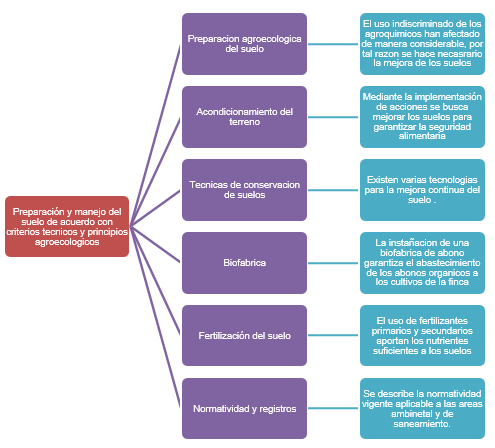 Preparación y manejo del
suelo de acuerdo con
criterios tecnicos y principios
agroecologicos
Preparacion agroecologica
del suelo
El uso indiscriminado de los
agroquimicos han afectado
de manera considerable, por
tal razon se hace necasrario
la mejora de los suelos
Acondicionamiento del
terreno
Mediante la implementación
de acciones se busca
mejorar los suelos para
garantizar la seguridad
alimentaria
Tecnicas de conservacion
de suelos
Existen varias tecnologias
para la mejora continua del
suelo .
Biofabrica
La instañacion de una
biofabrica de abono
garantiza el abastecimiento
de los abonos organicos a
los cultivos de la finca
Fertilización del suelo
El uso de fertilizantes
primarios y secundarios
aportan los nutrientes
suficientes a los suelos
Normatividad y registros
Se describe la normatividad
vigente aplicable a las areas
ambinetal y de
saneamiento.